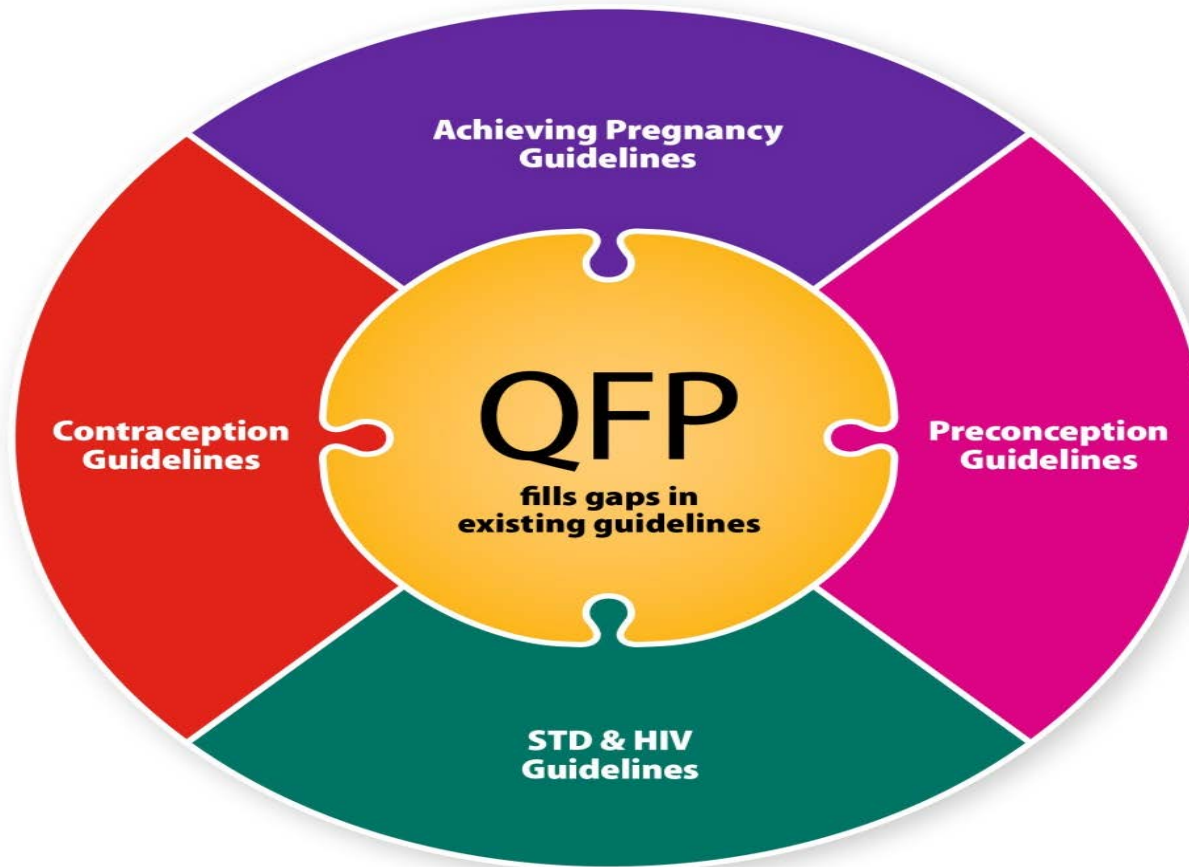 Achieving Pregnancy
Guidelines
Contraception
Guidelines
QFP
fills gaps in
existing guidelines
Preconception
Guidelines
STD & HIV
Guidelines